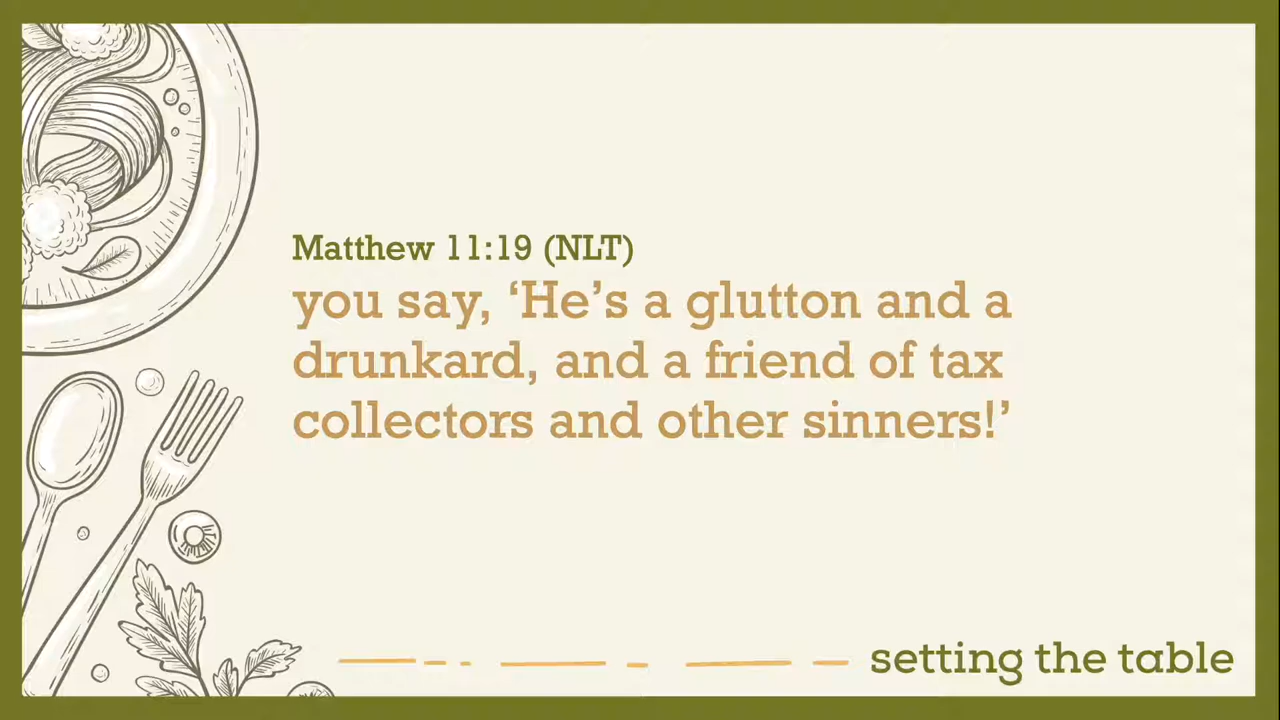 Matthew 11:19 (NLT)
you say, ‘He’s a glutton and a
drunkard, and a friend of tax
collectors and other sinners!’
setting the table